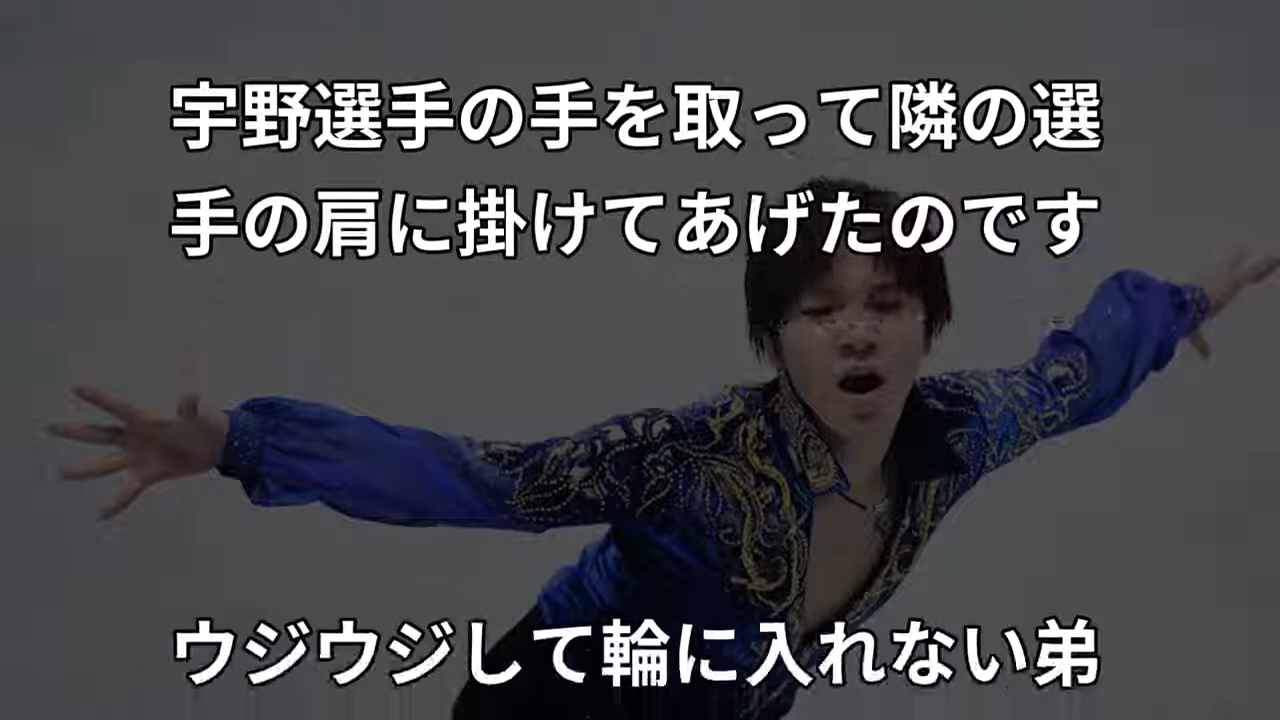 宇野選手の手を取って隣の選
手の肩に掛けてあげたのです
ウジウジして輪に入れない弟